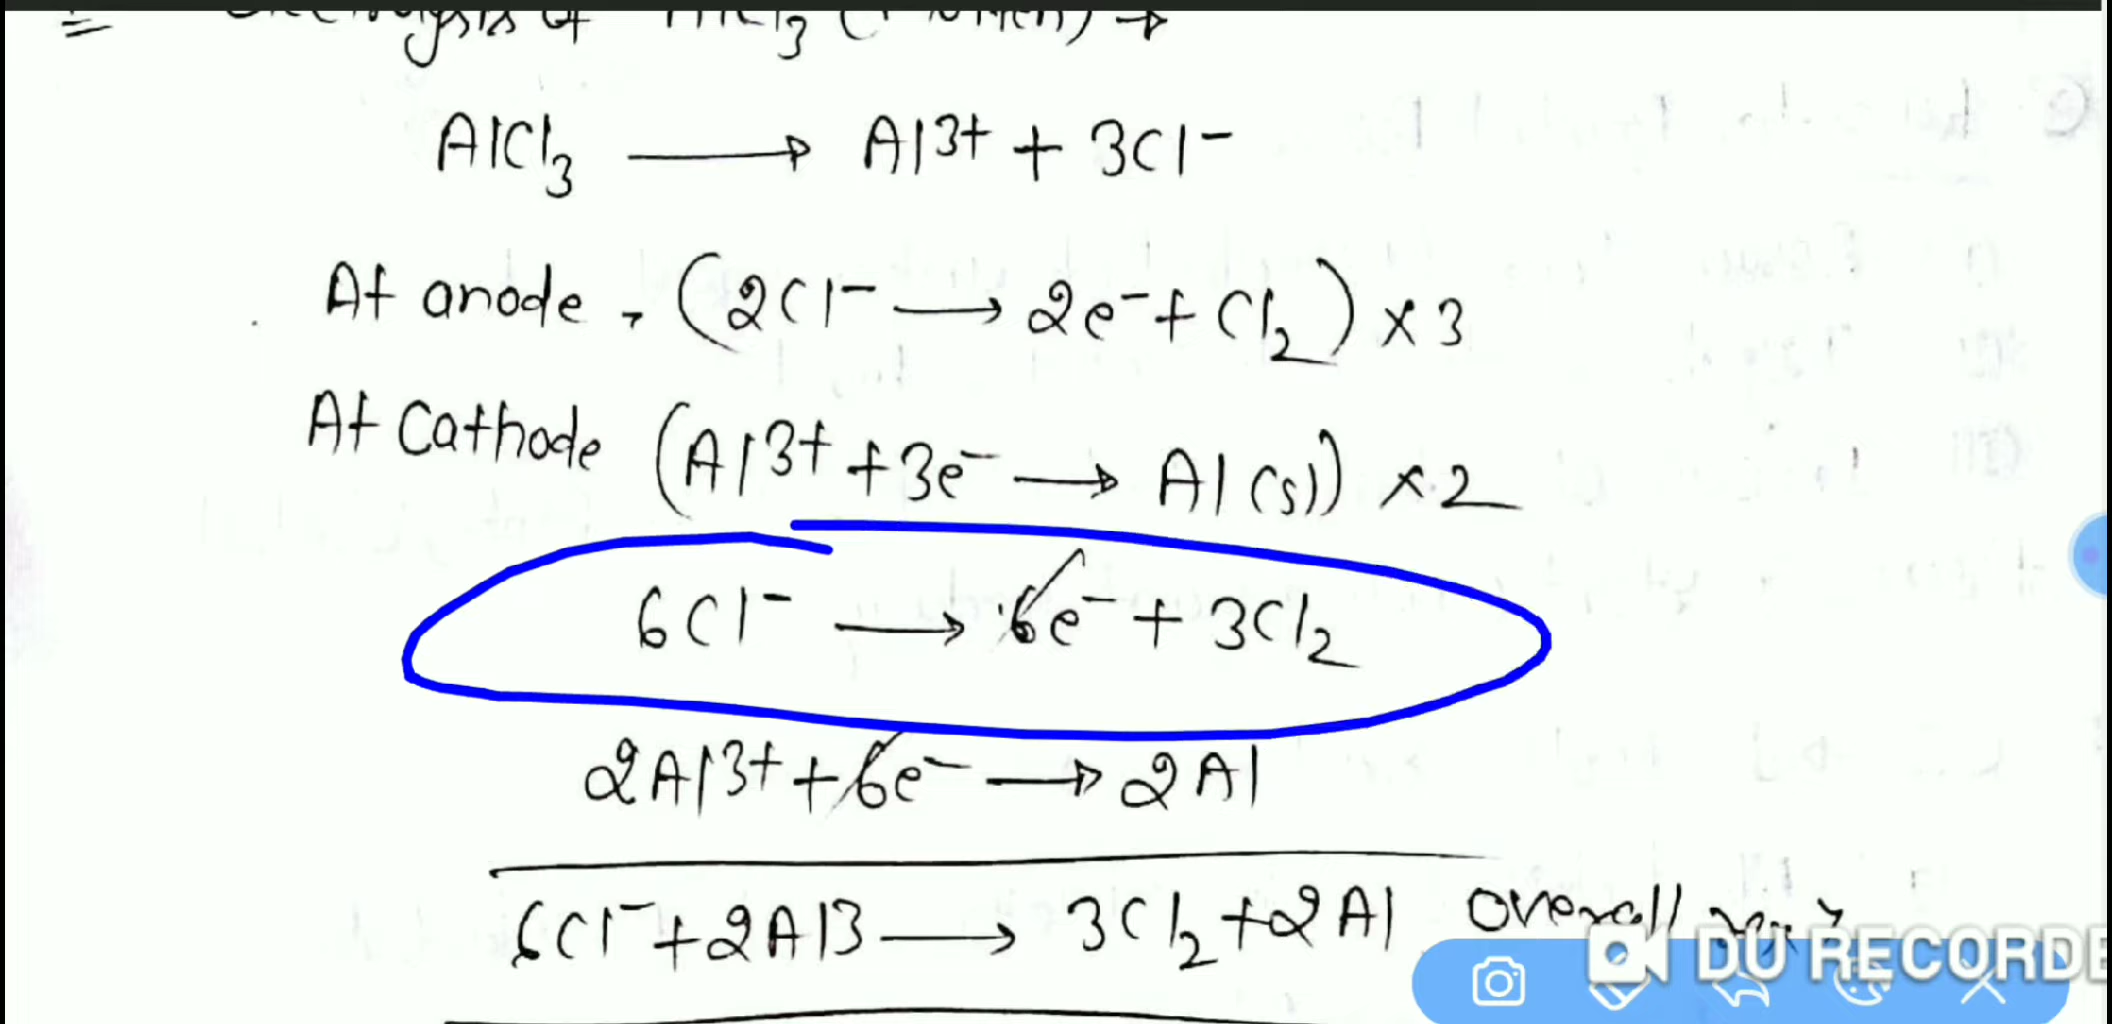 AlCl₃ ⟶ Al3+ + 3Cl⁻
At anode , (2Cl⁻ ⟶ 2e⁻ + Cl₂) × 3
At Cathode (Al3+ + 3e⁻ ⟶ Al (s)) × 2
6Cl⁻ ⟶ 6e⁻ + 3Cl₂
2Al3+ + 6e⁻ ⟶ 2Al
6Cl⁻ + 2Al3 ⟶ 3Cl₂ + 2Al overall
DU RECORDE